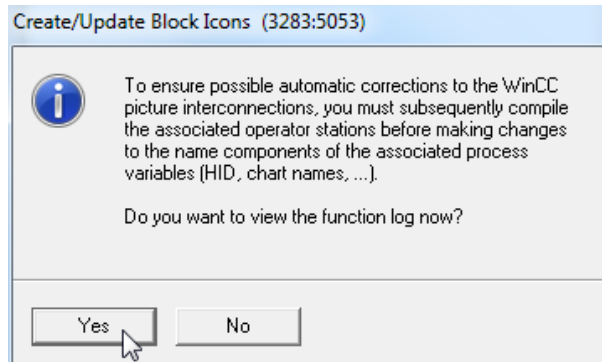 Create/Update Block Icons (3283:5053)
To ensure possible automatic corrections to the WinCC
picture interconnections, you must subsequently compile
the associated operator stations before making changes
to the name components of the associated process
variables (HID, chart names, ...).
Do you want to view the function log now?
Yes
No